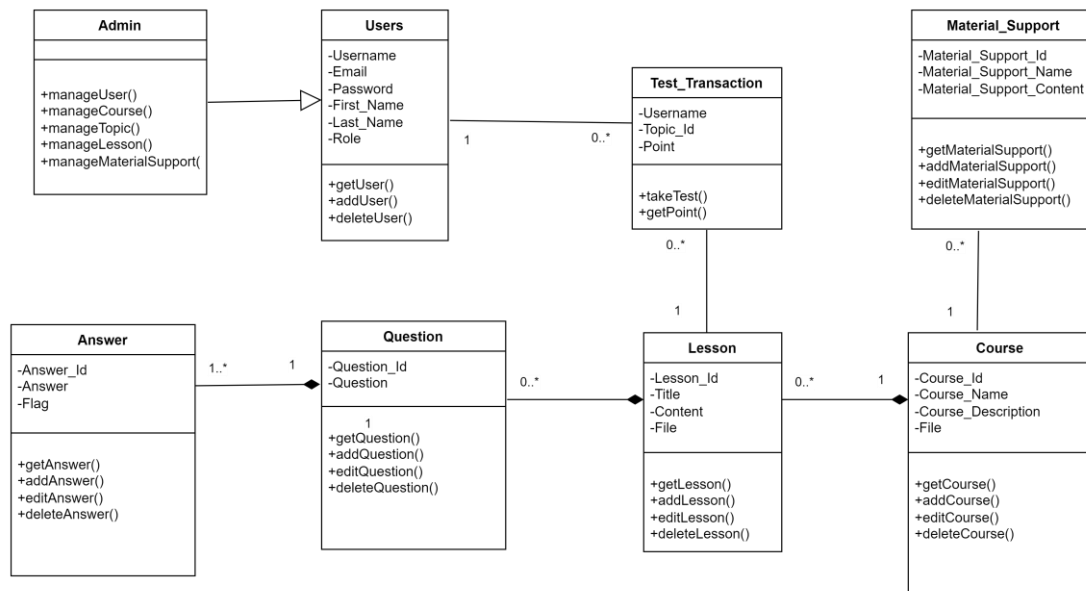 Admin
+manageUser()
+manageCourse()
+manageTopic()
+manageLesson()
+manageMaterialSupport(
Users
-Username
-Email
-Password
-First_Name
-Last_Name
-Role
+getUser()
+addUser()
+deleteUser()
1
0..*
Test_Transaction
-Username
-Topic_Id
-Point
+takeTest()
+getPoint()
0..*
1
Material_Support
-Material_Support_Id
-Material_Support_Name
-Material_Support_Content
+getMaterialSupport()
+addMaterialSupport()
+editMaterialSupport()
+deleteMaterialSupport()
0..*
1
Answer
-Answer_Id
-Answer
-Flag
+getAnswer()
+addAnswer()
+editAnswer()
+deleteAnswer()
1..*
1
Question
-Question_Id
-Question
1
+getQuestion()
+addQuestion()
+editQuestion()
+deleteQuestion()
0..*
Lesson
-Lesson_Id
-Title
-Content
-File
+getLesson()
+addLesson()
+editLesson()
+deleteLesson()
0..*
1
Course
-Course_Id
-Course_Name
-Course_Description
-File
+getCourse()
+addCourse()
+editCourse()
+deleteCourse()